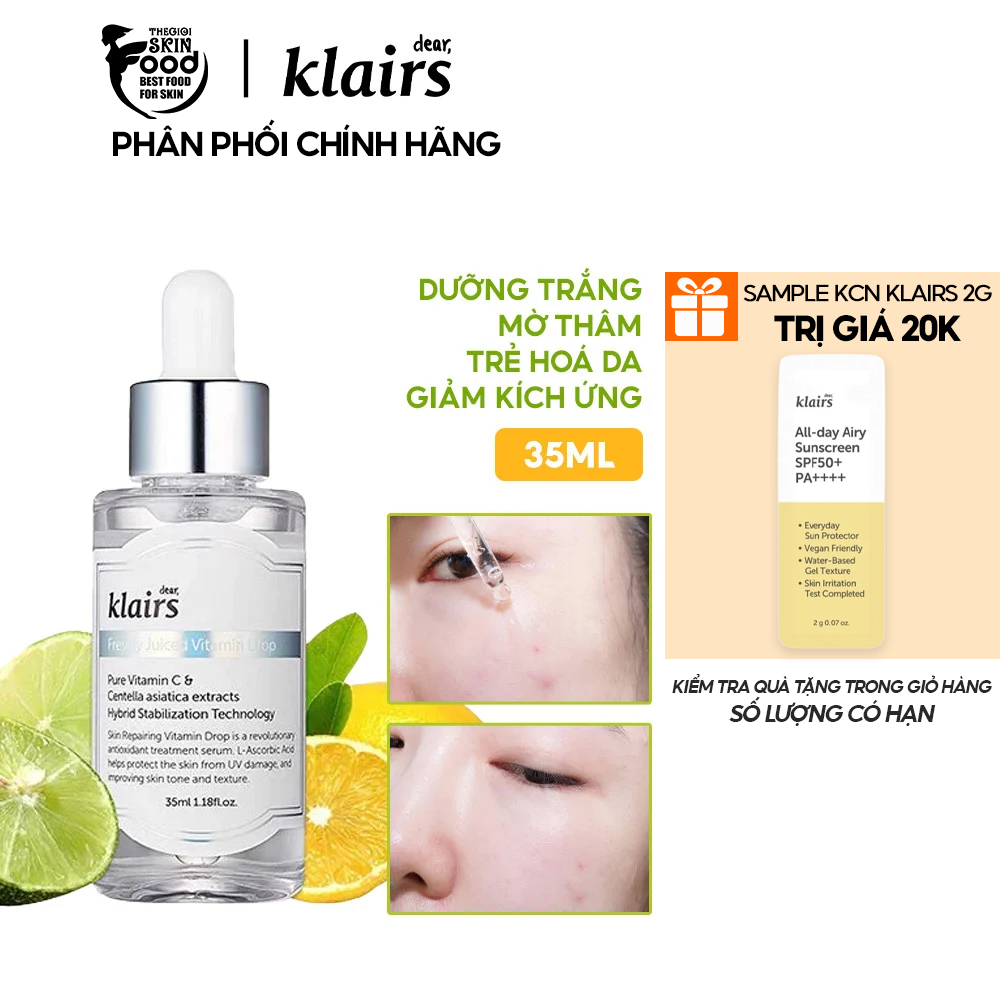 THEGIOI
SKIN
Food
BEST FOOD
FOR SKIN
dear,
klairs
PHÂN PHỐI CHÍNH HÃNG
DƯỠNG TRẮNG
MỜ THÂM
TRẺ HOÁ DA
GIẢM KÍCH ỨNG
35ML
SAMPLE KCN KLAIRS 2G
TRỊ GIÁ 20K
dear,
klairs
All-day Airy
Sunscreen
SPF50+
PA++++
• Everyday
Sun Protector
• Vegan Friendly
• Water-Based
Gel Texture
• Skin Irritation
Test Completed
2 g 0.07 oz.
KIỂM TRA QUÀ TẶNG TRONG GIỎ HÀNG
SỐ LƯỢNG CÓ HẠN
dear,
klairs
Freshly Juiced Vitamin Drop
Pure Vitamin C &
Centella asiatica extracts
Hybrid Stabilization Technology
Skin Repairing Vitamin Drop is a revolutionary
antioxidant treatment serum. L-Ascorbic Acid
helps protect the skin from UV damage, and
improving skin tone and texture.
35ml 1.18fl.oz.